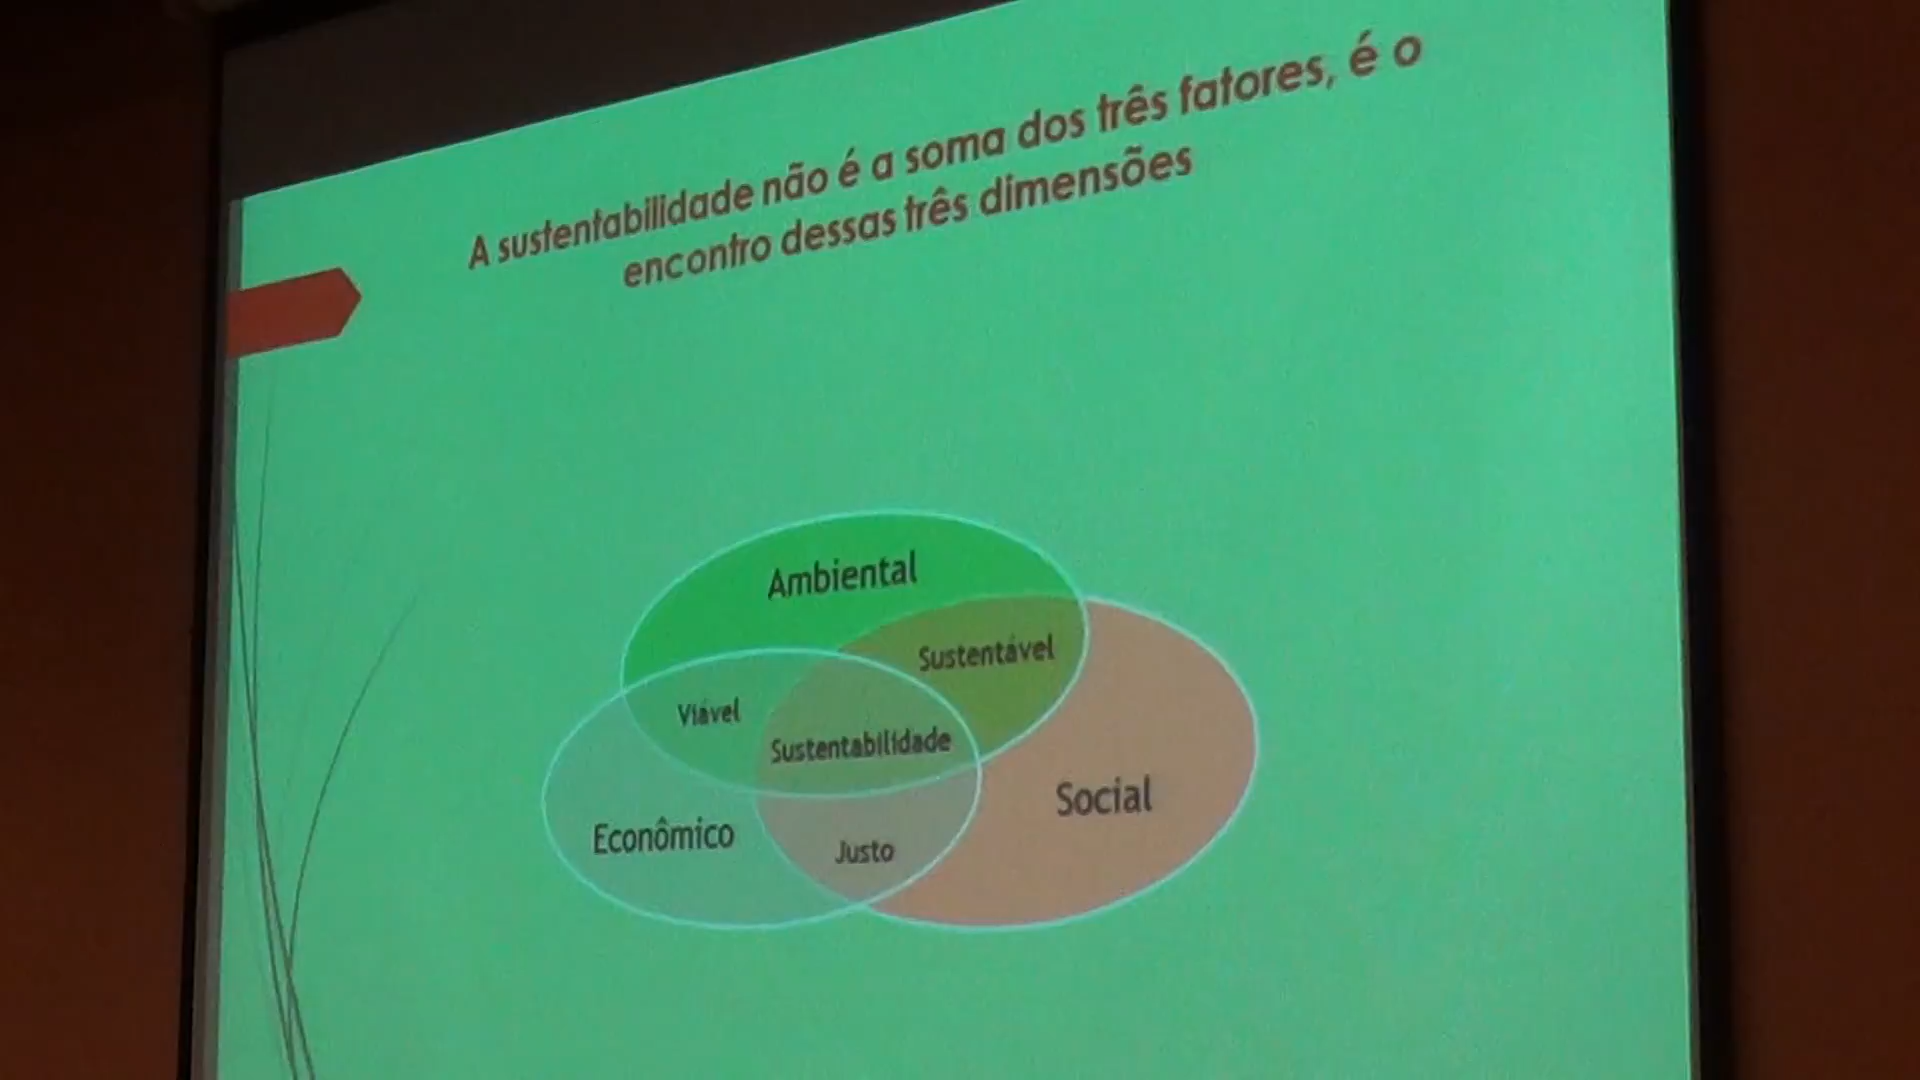 A sustentabilidade não é a soma dos três fatores, é o
encontro dessas três dimensões
Ambiental
Sustentável
Viável
Sustentabilidade
Econômico
Social
Justo